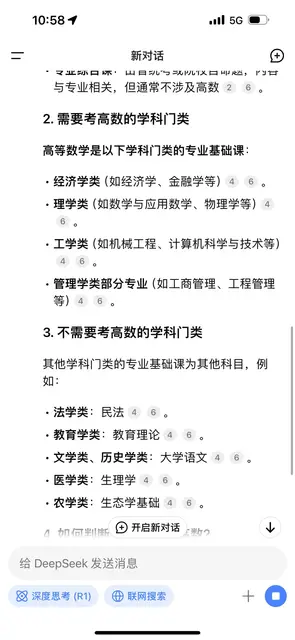 10:58
5G
新对话
• 专业综合课：由省统考或院校自命题，内容
与专业相关，但通常不涉及高数 2 6 。
2. 需要考高数的学科门类
高等数学是以下学科门类的专业基础课：
• 经济学类（如经济学、金融学等） 4 6 。
• 理学类（如数学与应用数学、物理学等） 4
6 。
• 工学类（如机械工程、计算机科学与技术等）
4 6 。
• 管理学类部分专业（如工商管理、工程管理
等） 4 6 。
3. 不需要考高数的学科门类
其他学科门类的专业基础课为其他科目，例
如：
• 法学类：民法 4 6 。
• 教育学类：教育理论 4 6 。
• 文学类、历史学类：大学语文 4 6 。
• 医学类：生理学 4 6 。
• 农学类：生态学基础 4 6 。
4. 如何判断
高数?
开启新对话
给 DeepSeek 发送消息
深度思考 (R1)
联网搜索